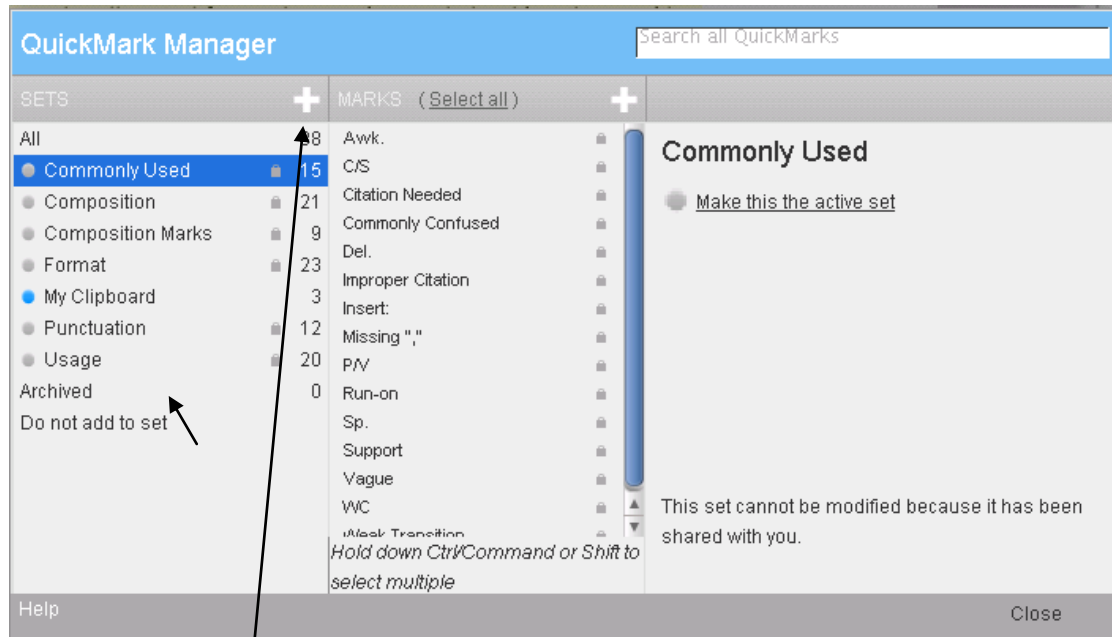 QuickMark Manager
Search all QuickMarks
SETS
MARKS (Select all)
All
Commonly Used 15
Composition 21
Composition Marks 9
Format 23
My Clipboard 3
Punctuation 12
Usage 20
Archived 0
Do not add to set
Awk.
C/S
Citation Needed
Commonly Confused
Del.
Improper Citation
Insert:
Missing ","
P/V
Run-on
Sp.
Support
Vague
WC
Weak Transition
Hold down Ctrl/Command or Shift to
select multiple
Commonly Used
Make this the active set
This set cannot be modified because it has been
shared with you.
Help
Close